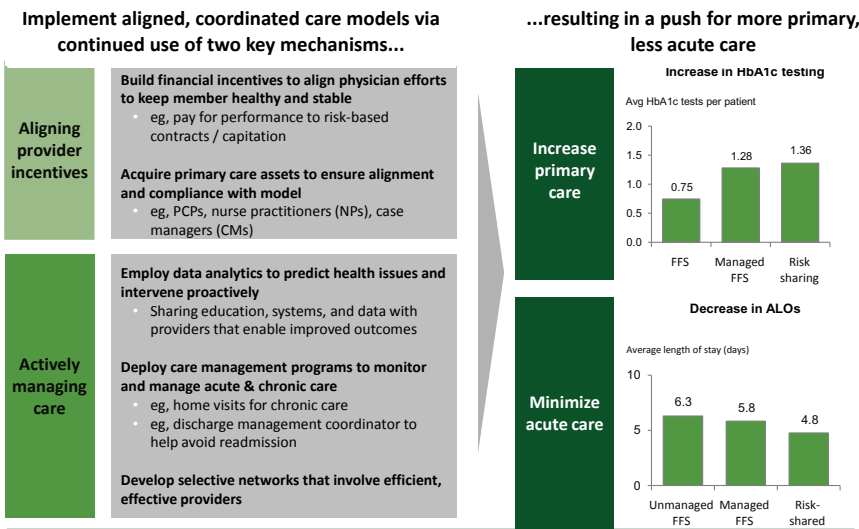 Implement aligned, coordinated care models via
continued use of two key mechanisms...
Aligning
provider
incentives
Build financial incentives to align physician efforts
to keep member healthy and stable
• eg, pay for performance to risk-based
contracts / capitation
Acquire primary care assets to ensure alignment
and compliance with model
• eg, PCPs, nurse practitioners (NPs), case
managers (CMs)
Actively
managing
care
Employ data analytics to predict health issues and
intervene proactively
• Sharing education, systems, and data with
providers that enable improved outcomes
Deploy care management programs to monitor
and manage acute & chronic care
• eg, home visits for chronic care
• eg, discharge management coordinator to
help avoid readmission
Develop selective networks that involve efficient,
effective providers
...resulting in a push for more primary,
less acute care
Increase
primary
care
Increase in HbA1c testing
Avg HbA1c tests per patient
2.0
1.5
1.0
0.5
0.0
0.75
1.28
1.36
FFS
Managed
FFS
Risk
sharing
Minimize
acute care
Decrease in ALOs
Average length of stay (days)
10
5
0
6.3
5.8
4.8
Unmanaged
FFS
Managed
FFS
Risk-
shared